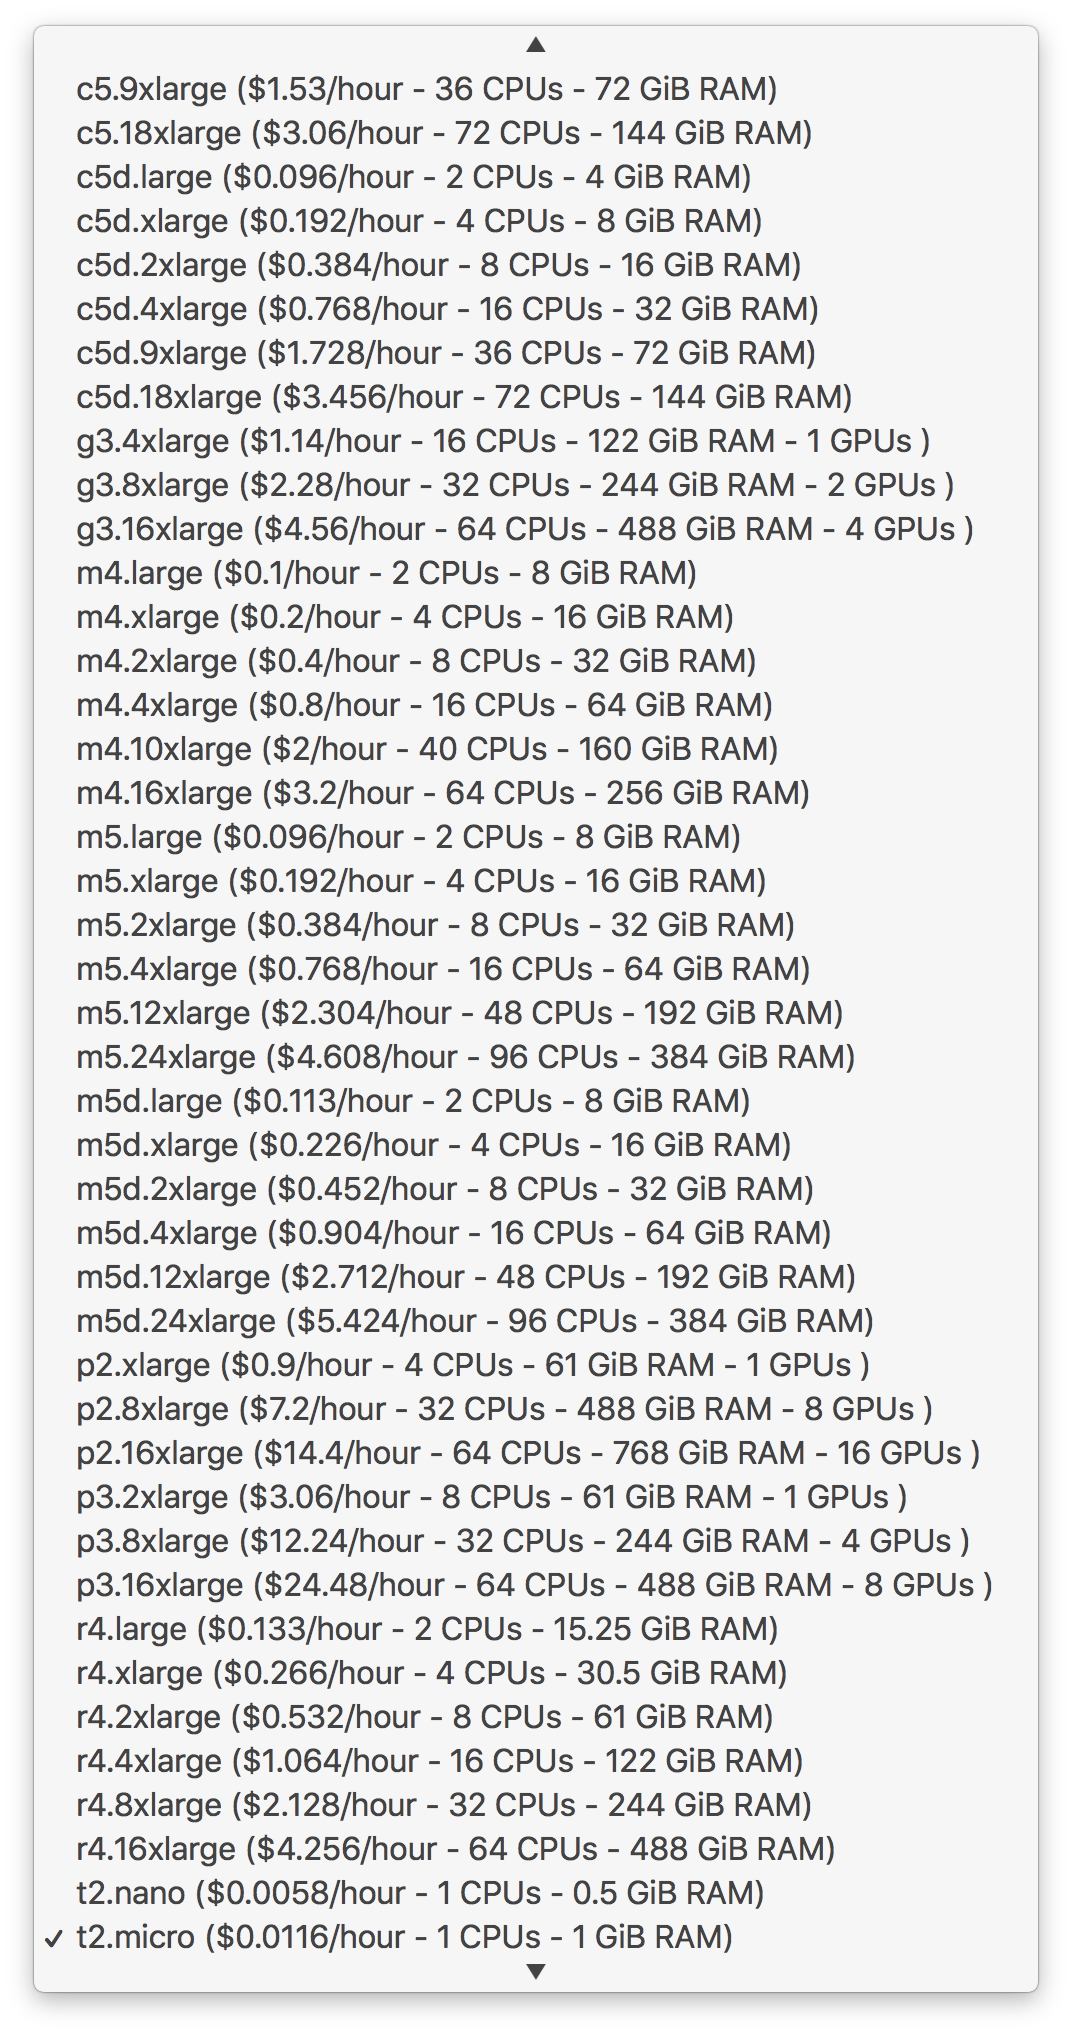 c5.9xlarge ($1.53/hour - 36 CPUs - 72 GiB RAM)
c5.18xlarge ($3.06/hour - 72 CPUs - 144 GiB RAM)
c5d.large ($0.096/hour - 2 CPUs - 4 GiB RAM)
c5d.xlarge ($0.192/hour - 4 CPUs - 8 GiB RAM)
c5d.2xlarge ($0.384/hour - 8 CPUs - 16 GiB RAM)
c5d.4xlarge ($0.768/hour - 16 CPUs - 32 GiB RAM)
c5d.9xlarge ($1.728/hour - 36 CPUs - 72 GiB RAM)
c5d.18xlarge ($3.456/hour - 72 CPUs - 144 GiB RAM)
g3.4xlarge ($1.14/hour - 16 CPUs - 122 GiB RAM - 1 GPUs )
g3.8xlarge ($2.28/hour - 32 CPUs - 244 GiB RAM - 2 GPUs )
g3.16xlarge ($4.56/hour - 64 CPUs - 488 GiB RAM - 4 GPUs )
m4.large ($0.1/hour - 2 CPUs - 8 GiB RAM)
m4.xlarge ($0.2/hour - 4 CPUs - 16 GiB RAM)
m4.2xlarge ($0.4/hour - 8 CPUs - 32 GiB RAM)
m4.4xlarge ($0.8/hour - 16 CPUs - 64 GiB RAM)
m4.10xlarge ($2/hour - 40 CPUs - 160 GiB RAM)
m4.16xlarge ($3.2/hour - 64 CPUs - 256 GiB RAM)
m5.large ($0.096/hour - 2 CPUs - 8 GiB RAM)
m5.xlarge ($0.192/hour - 4 CPUs - 16 GiB RAM)
m5.2xlarge ($0.384/hour - 8 CPUs - 32 GiB RAM)
m5.4xlarge ($0.768/hour - 16 CPUs - 64 GiB RAM)
m5.12xlarge ($2.304/hour - 48 CPUs - 192 GiB RAM)
m5.24xlarge ($4.608/hour - 96 CPUs - 384 GiB RAM)
m5d.large ($0.113/hour - 2 CPUs - 8 GiB RAM)
m5d.xlarge ($0.226/hour - 4 CPUs - 16 GiB RAM)
m5d.2xlarge ($0.452/hour - 8 CPUs - 32 GiB RAM)
m5d.4xlarge ($0.904/hour - 16 CPUs - 64 GiB RAM)
m5d.12xlarge ($2.712/hour - 48 CPUs - 192 GiB RAM)
m5d.24xlarge ($5.424/hour - 96 CPUs - 384 GiB RAM)
p2.xlarge ($0.9/hour - 4 CPUs - 61 GiB RAM - 1 GPUs )
p2.8xlarge ($7.2/hour - 32 CPUs - 488 GiB RAM - 8 GPUs )
p2.16xlarge ($14.4/hour - 64 CPUs - 768 GiB RAM - 16 GPUs )
p3.2xlarge ($3.06/hour - 8 CPUs - 61 GiB RAM - 1 GPUs )
p3.8xlarge ($12.24/hour - 32 CPUs - 244 GiB RAM - 4 GPUs )
p3.16xlarge ($24.48/hour - 64 CPUs - 488 GiB RAM - 8 GPUs )
r4.large ($0.133/hour - 2 CPUs - 15.25 GiB RAM)
r4.xlarge ($0.266/hour - 4 CPUs - 30.5 GiB RAM)
r4.2xlarge ($0.532/hour - 8 CPUs - 61 GiB RAM)
r4.4xlarge ($1.064/hour - 16 CPUs - 122 GiB RAM)
r4.8xlarge ($2.128/hour - 32 CPUs - 244 GiB RAM)
r4.16xlarge ($4.256/hour - 64 CPUs - 488 GiB RAM)
t2.nano ($0.0058/hour - 1 CPUs - 0.5 GiB RAM)
✓ t2.micro ($0.0116/hour - 1 CPUs - 1 GiB RAM)